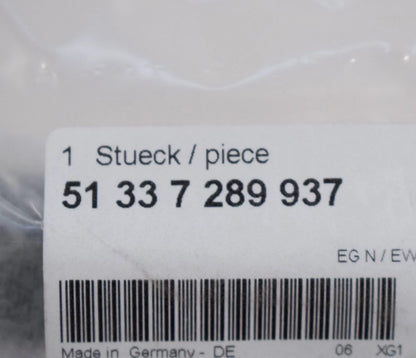 1 Stueck / piece
51 33 7 289 937
EG N / EW
Made in Germany - DE 06 XG1